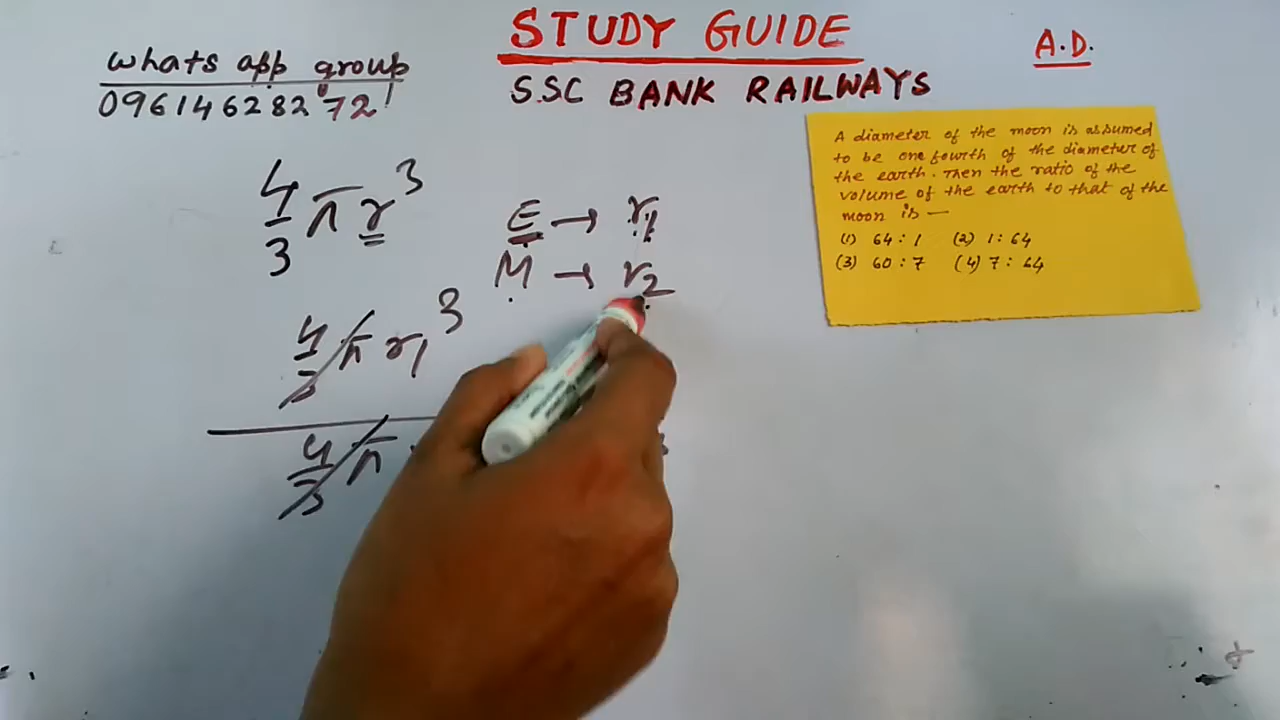 STUDY GUIDE
whats app group
09614628272
SSC BANK RAILWAYS
A.D.
A diameter of the moon is assumed
to be one fourth of the diameter of
the earth. Then the ratio of the
volume of the earth to that of the
moon is —
(1) 64 : 1 (2) 1 : 64
(3) 60 : 7 (4) 7 : 64
4/3 π r³
E → r1
M → r2
4/3 π r1³
4/3 π